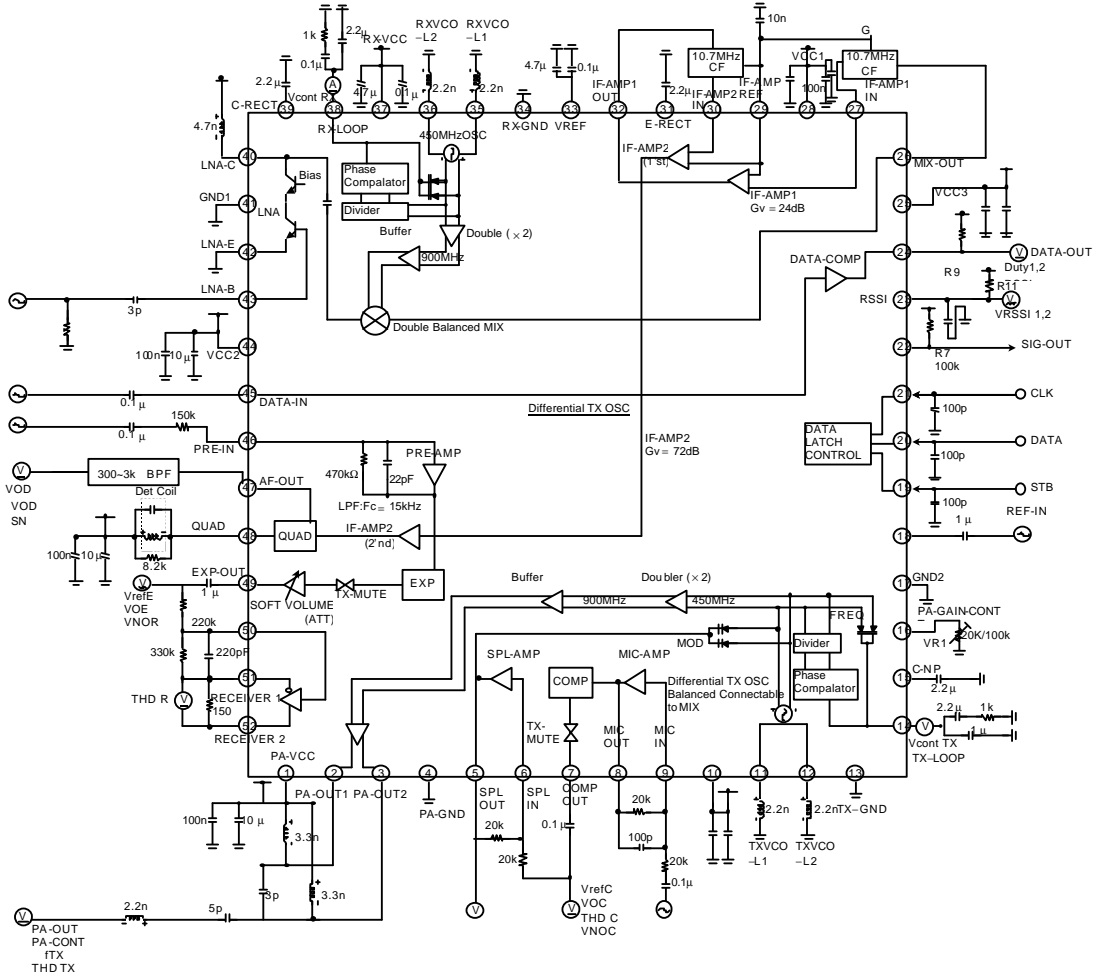 10n
G
1k
2.2μ
RX-VCC
RXVCO
–L2
RXVCO
–L1
10.7MHz
CF
VCC1
10.7MHz
CF
0.1μ
2.2μ
A
Vcont R
4.7μ
0.1μ
2.2n
2.2n
4.7μ
0.1μ
IF-AMP1
OUT
2.2μ
IF-AMP2
IN
IF-AMP
REF
100n
IF-AMP1
IN
C-RECT
39
38
37
36
35
34
33
32
31
30
29
28
27
RX-LOOP
RX-GND
VREF
E-RECT
4.7n
450MHzOSC
40
LNA-C
Bias
Phase
Compalator
IF-AMP2
(1'st)
26
MIX-OUT
GND1
41
LNA
Divider
IF-AMP1
Gv = 24dB
25
VCC3
LNA-E
42
Buffer
Double (×2)
900MHz
DATA-COMP
24
V
DATA-OUT
Duty1,2
R9
R11
LNA-B
43
3p
RSSI
23
V
VRSSI 1,2
Double Balanced MIX
44
VCC2
100n
10μ
22
SIG-OUT
R7
100k
45
DATA-IN
0.1μ
Differential TX OSC
21
CLK
100p
150k
0.1μ
46
PRE-IN
PRE-AMP
IF-AMP2
Gv = 72dB
DATA
LATCH
CONTROL
20
DATA
100p
470kΩ
22pF
V
VOD
VOD
SN
300~3k BPF
47
AF-OUT
LPF:Fc = 15kHz
19
STB
100p
REF-IN
Det Coil
QUAD
48
QUAD
IF-AMP2
(2'nd)
18
1μ
100n
10μ
8.2k
EXP-OUT
49
V
VrefE
VOE
VNOR
1μ
SOFT VOLUME
(ATT)
TX-MUTE
EXP
Buffer
Doubler (×2)
900MHz
450MHz
17
GND2
FREQ
PA-GAIN-CONT
220k
50
MOD
Divider
16
VR1
20K/100k
330k
220pF
51
RECEIVER 1
SPL-AMP
COMP
MIC-AMP
Differential TX OSC
Balanced Connectable
to MIX
Phase
Compalator
15
C-NP
2.2μ
THD R
V
150
52
RECEIVER 2
TX-
MUTE
MIC
OUT
MIC
IN
14
V
2.2μ
1k
1μ
Vcont TX
TX–LOOP
PA-VCC
1
2
3
4
5
6
7
8
9
10
11
12
13
PA-OUT1
PA-OUT2
PA-GND
SPL
OUT
SPL
IN
COMP
OUT
TX–GND
100n
10μ
3.3n
20k
0.1μ
20k
100p
2.2n
2.2n
20k
20k
TXVCO
–L1
TXVCO
–L2
3p
3.3n
0.1μ
2.2n
5p
V
PA-OUT
PA-CONT
fTX
THD TX
V
V
VrefC
VOC
THD C
VNOC